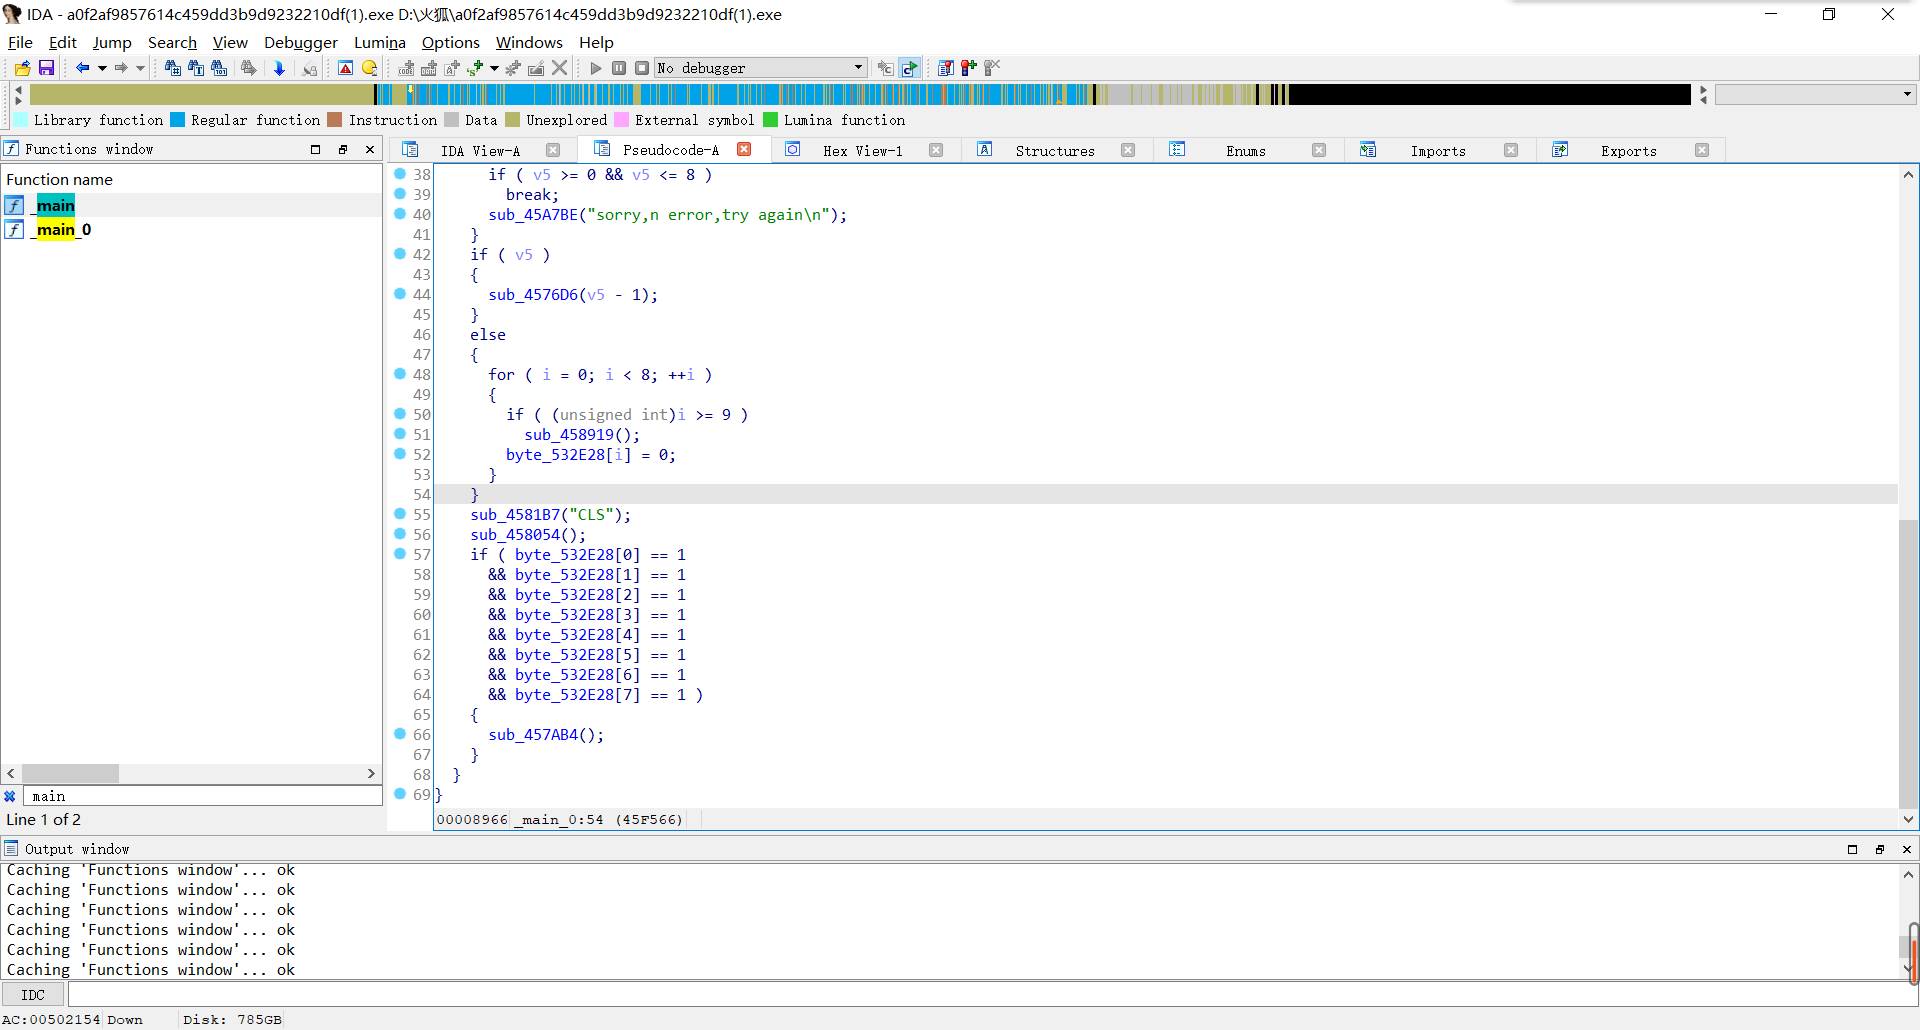 IDA - a0f2af9857614c459dd3b9d9232210df(1).exe D:\火狐\a0f2af9857614c459dd3b9d9232210df(1).exe
File Edit Jump Search View Debugger Lumina Options Windows Help
No debugger
Library function Regular function Instruction Data Unexplored External symbol Lumina function
Functions window
IDA View-A Pseudocode-A Hex View-1 Structures Enums Imports Exports
Function name
_main
_main_0
main
Line 1 of 2
38 if ( v5 >= 0 && v5 <= 8 )
39 break;
40 sub_45A7BE("sorry,n error,try again\n");
41 }
42 if ( v5 )
43 {
44 sub_4576D6(v5 - 1);
45 }
46 else
47 {
48 for ( i = 0; i < 8; ++i )
49 {
50 if ( (unsigned int)i >= 9 )
51 sub_458919();
52 byte_532E28[i] = 0;
53 }
54 }
55 sub_4581B7("CLS");
56 sub_458054();
57 if ( byte_532E28[0] == 1
58 && byte_532E28[1] == 1
59 && byte_532E28[2] == 1
60 && byte_532E28[3] == 1
61 && byte_532E28[4] == 1
62 && byte_532E28[5] == 1
63 && byte_532E28[6] == 1
64 && byte_532E28[7] == 1 )
65 {
66 sub_457AB4();
67 }
68 }
69 }
00008966 _main_0:54 (45F566)
Output window
Caching 'Functions window'... ok
Caching 'Functions window'... ok
Caching 'Functions window'... ok
Caching 'Functions window'... ok
Caching 'Functions window'... ok
Caching 'Functions window'... ok
IDC
AC:00502154 Down Disk: 785GB